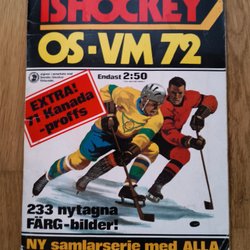 ISHOCKEY
OS-VM 72
Endast 2:50
EXTRA!
71 Kanada
-proffs
233 nytagna
FÄRG-bilder!
NY samlarserie med ALLA